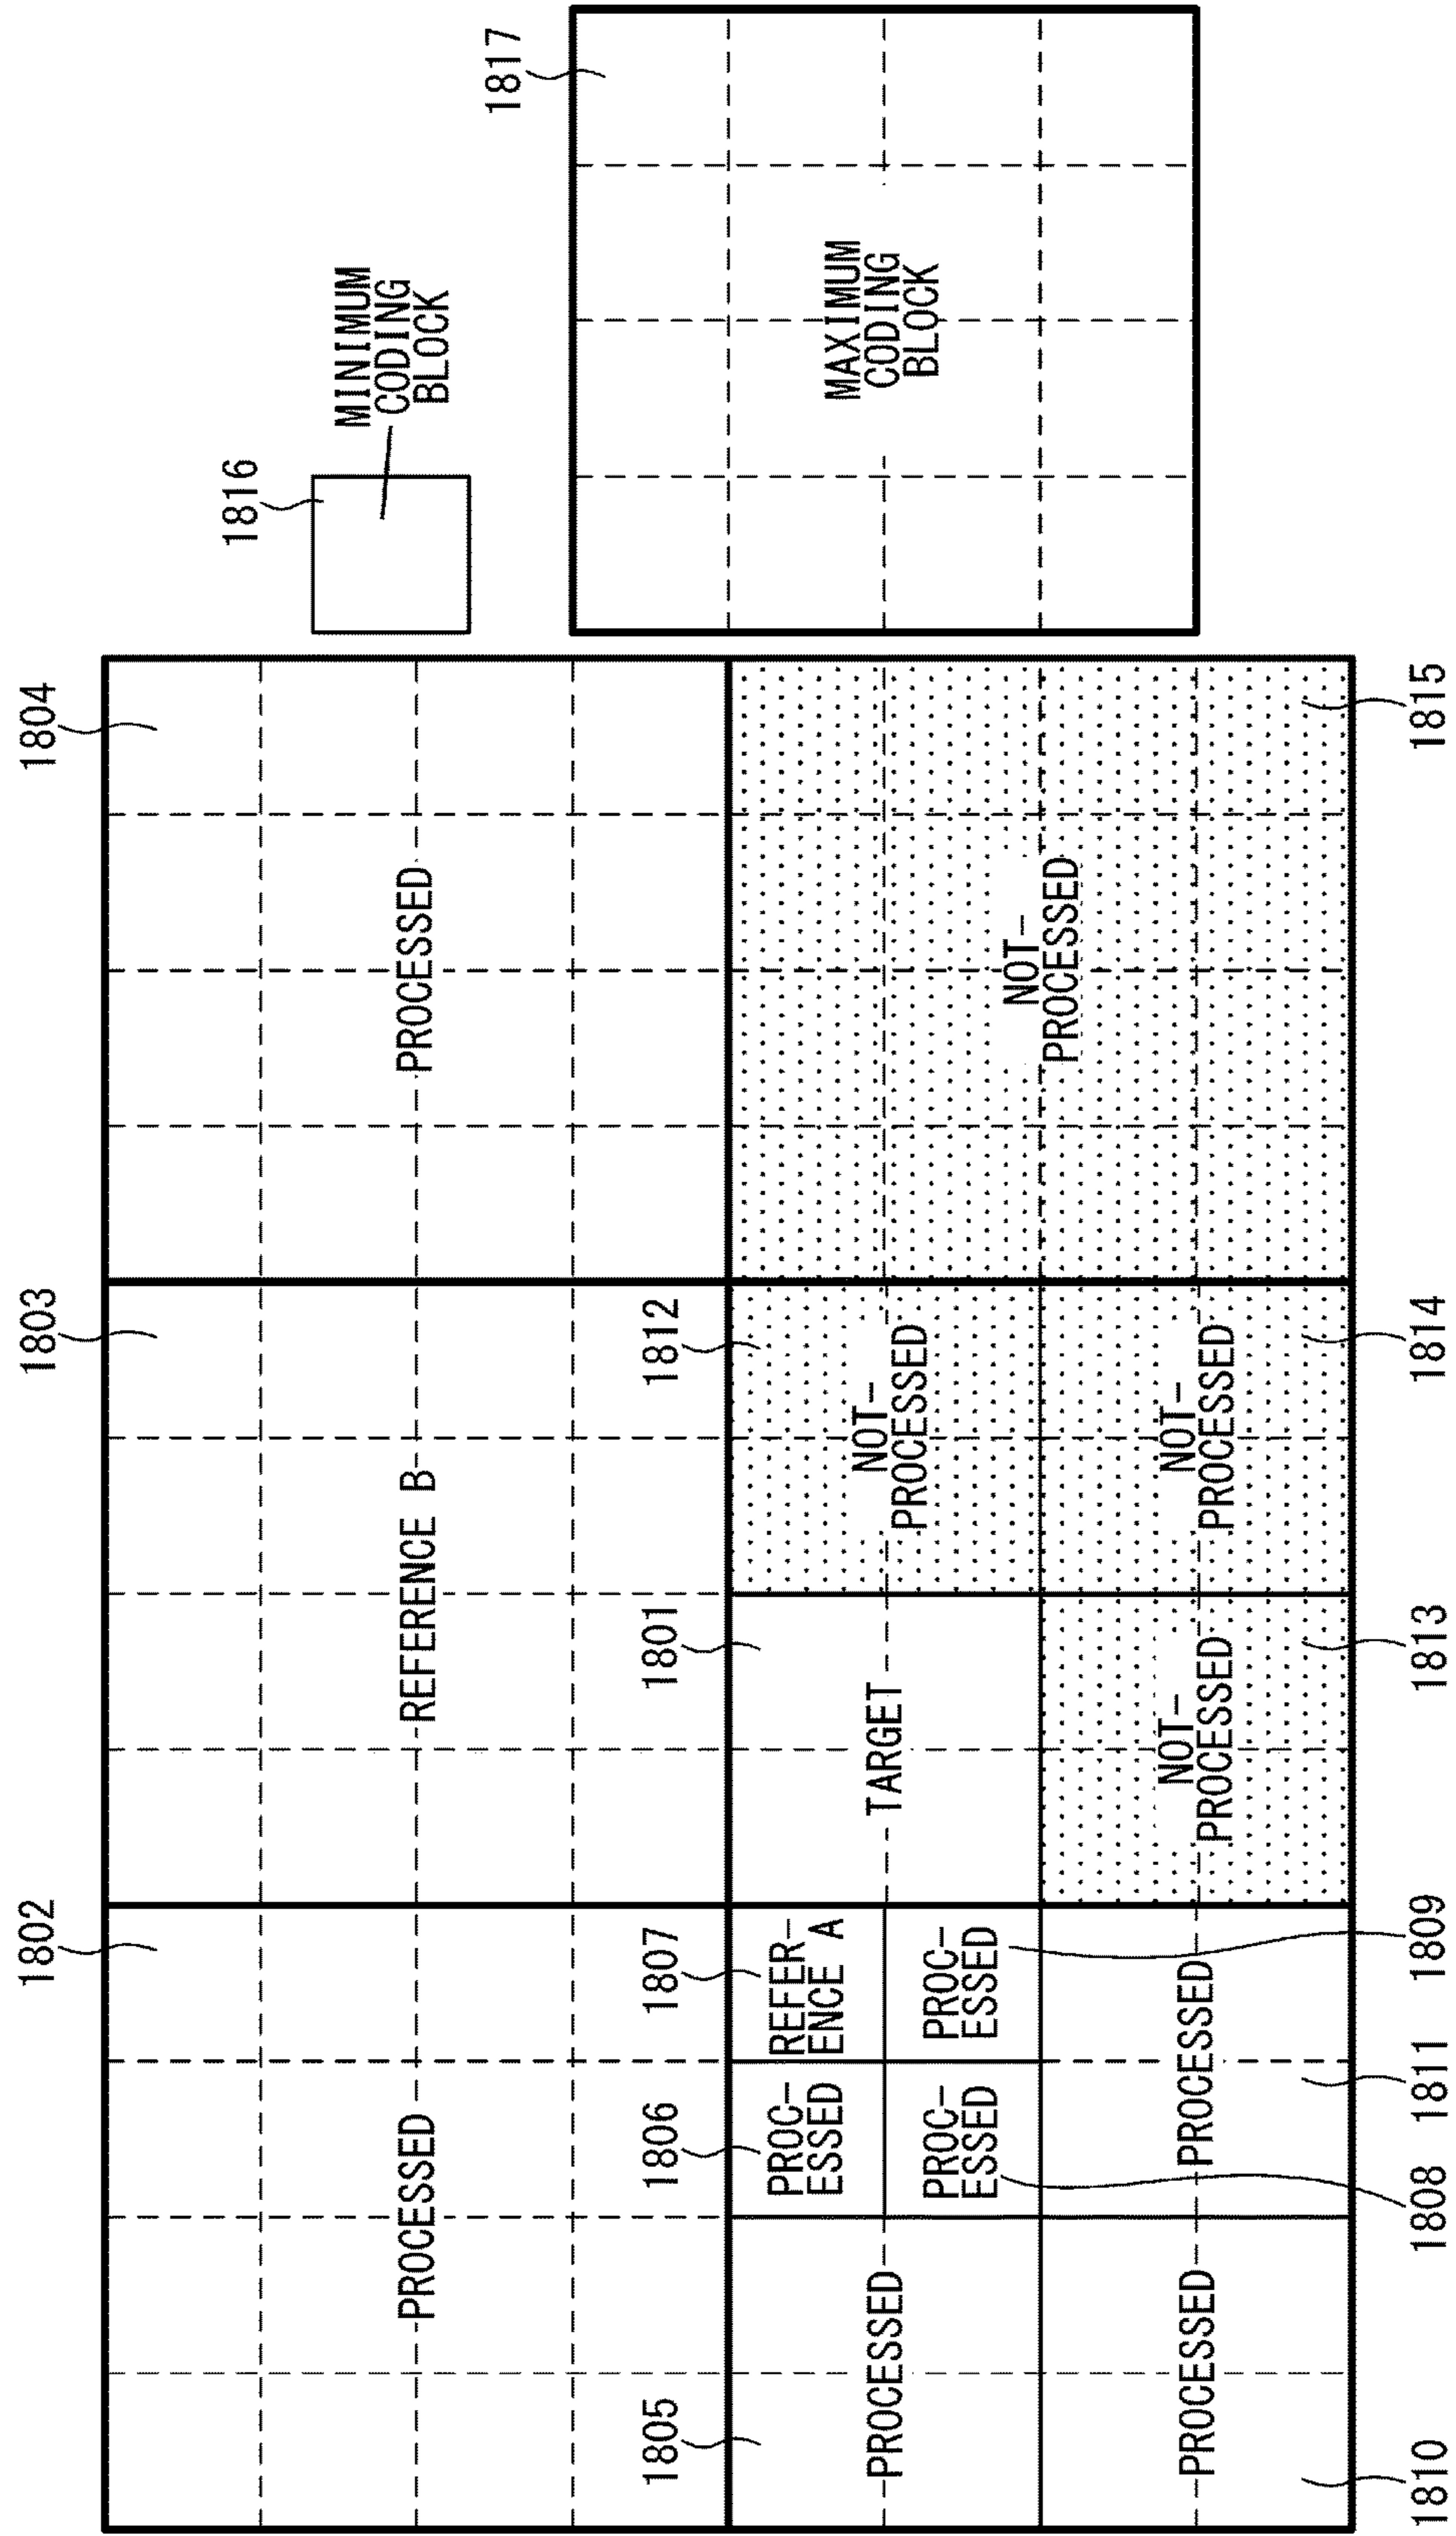 1802
1803
1804
PROCESSED
REFERENCE B
PROCESSED
1816
MINIMUM
CODING
BLOCK
1817
MAXIMUM
CODING
BLOCK
1805
1806
1807
1801
1812
PROCESSED
PROC-
ESSED
REFER-
ENCE A
PROC-
ESSED
PROC-
ESSED
TARGET
NOT-
PROCESSED
NOT-
PROCESSED
PROCESSED
PROCESSED
NOT-
PROCESSED
NOT-
PROCESSED
1810
1808
1811
1809
1813
1814
1815